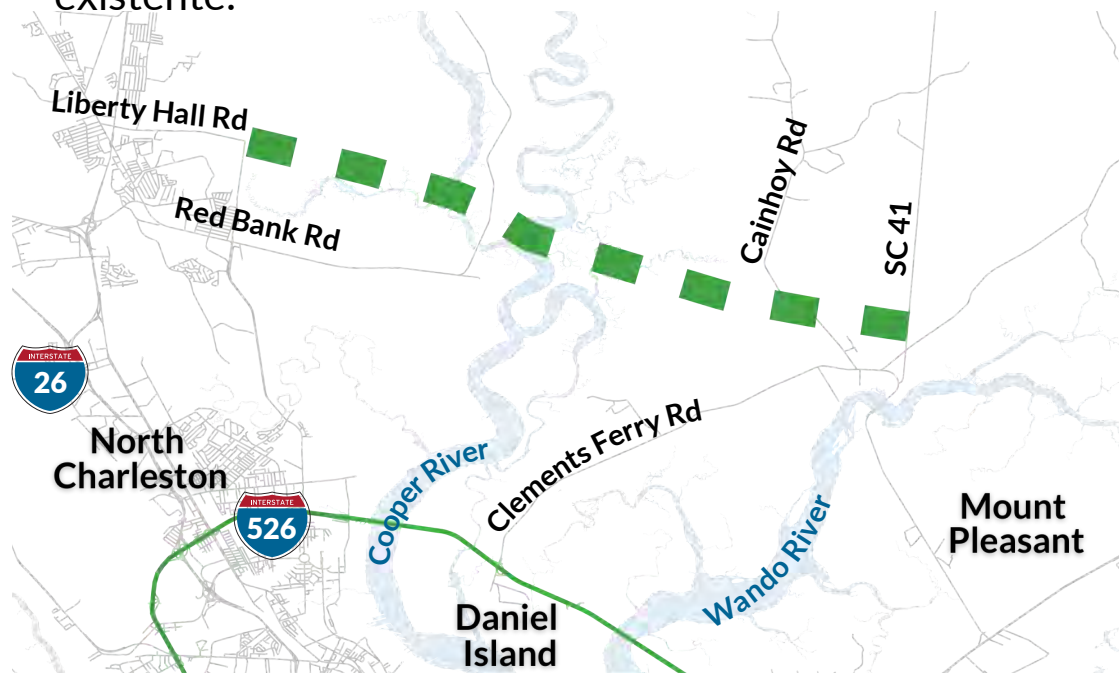 existente.
Liberty Hall Rd
Red Bank Rd
Cainhoy Rd
SC 41
INTERSTATE
26
North
Charleston
INTERSTATE
526
Cooper River
Clements Ferry Rd
Wando River
Mount
Pleasant
Daniel
Island